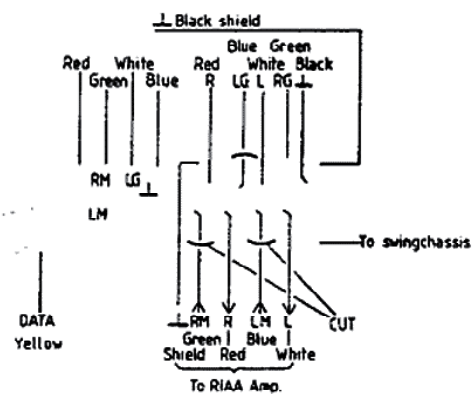 ⊥ Black shield
Blue Green
Red White Red White Black
Green Blue R LG L RG ⊥
RM LG ⊥
LM
To swingchassis
DATA ⊥ RM R LM L CUT
Yellow Green Blue
Shield Red White
To RIAA Amp.